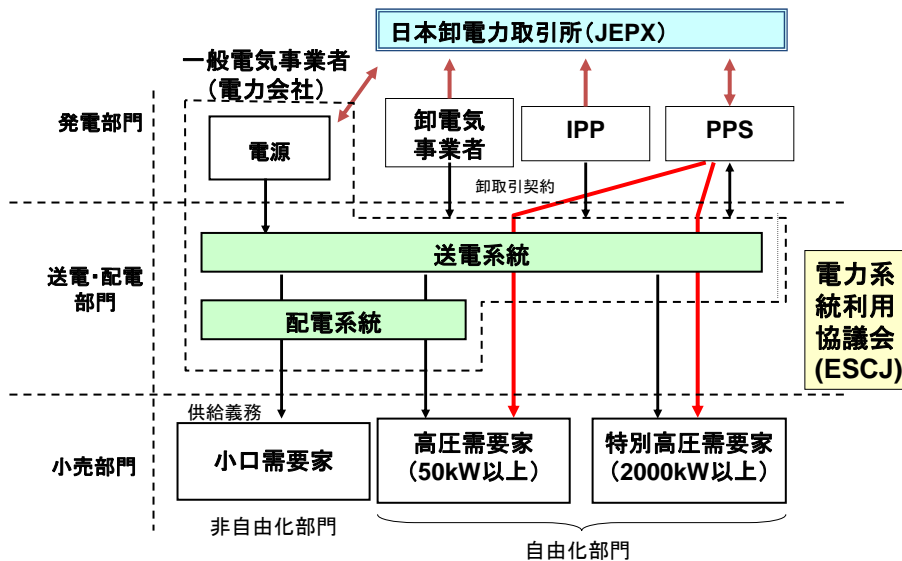 日本卸電力取引所(JEPX)
一般電気事業者
(電力会社)
発電部門
電源
卸電気
事業者
IPP
PPS
卸取引契約
送電・配電
部門
送電系統
配電系統
電力系
統利用
協議会
(ESCJ)
小売部門
供給義務
小口需要家
高圧需要家
(50kW以上)
特別高圧需要家
(2000kW以上)
非自由化部門
自由化部門